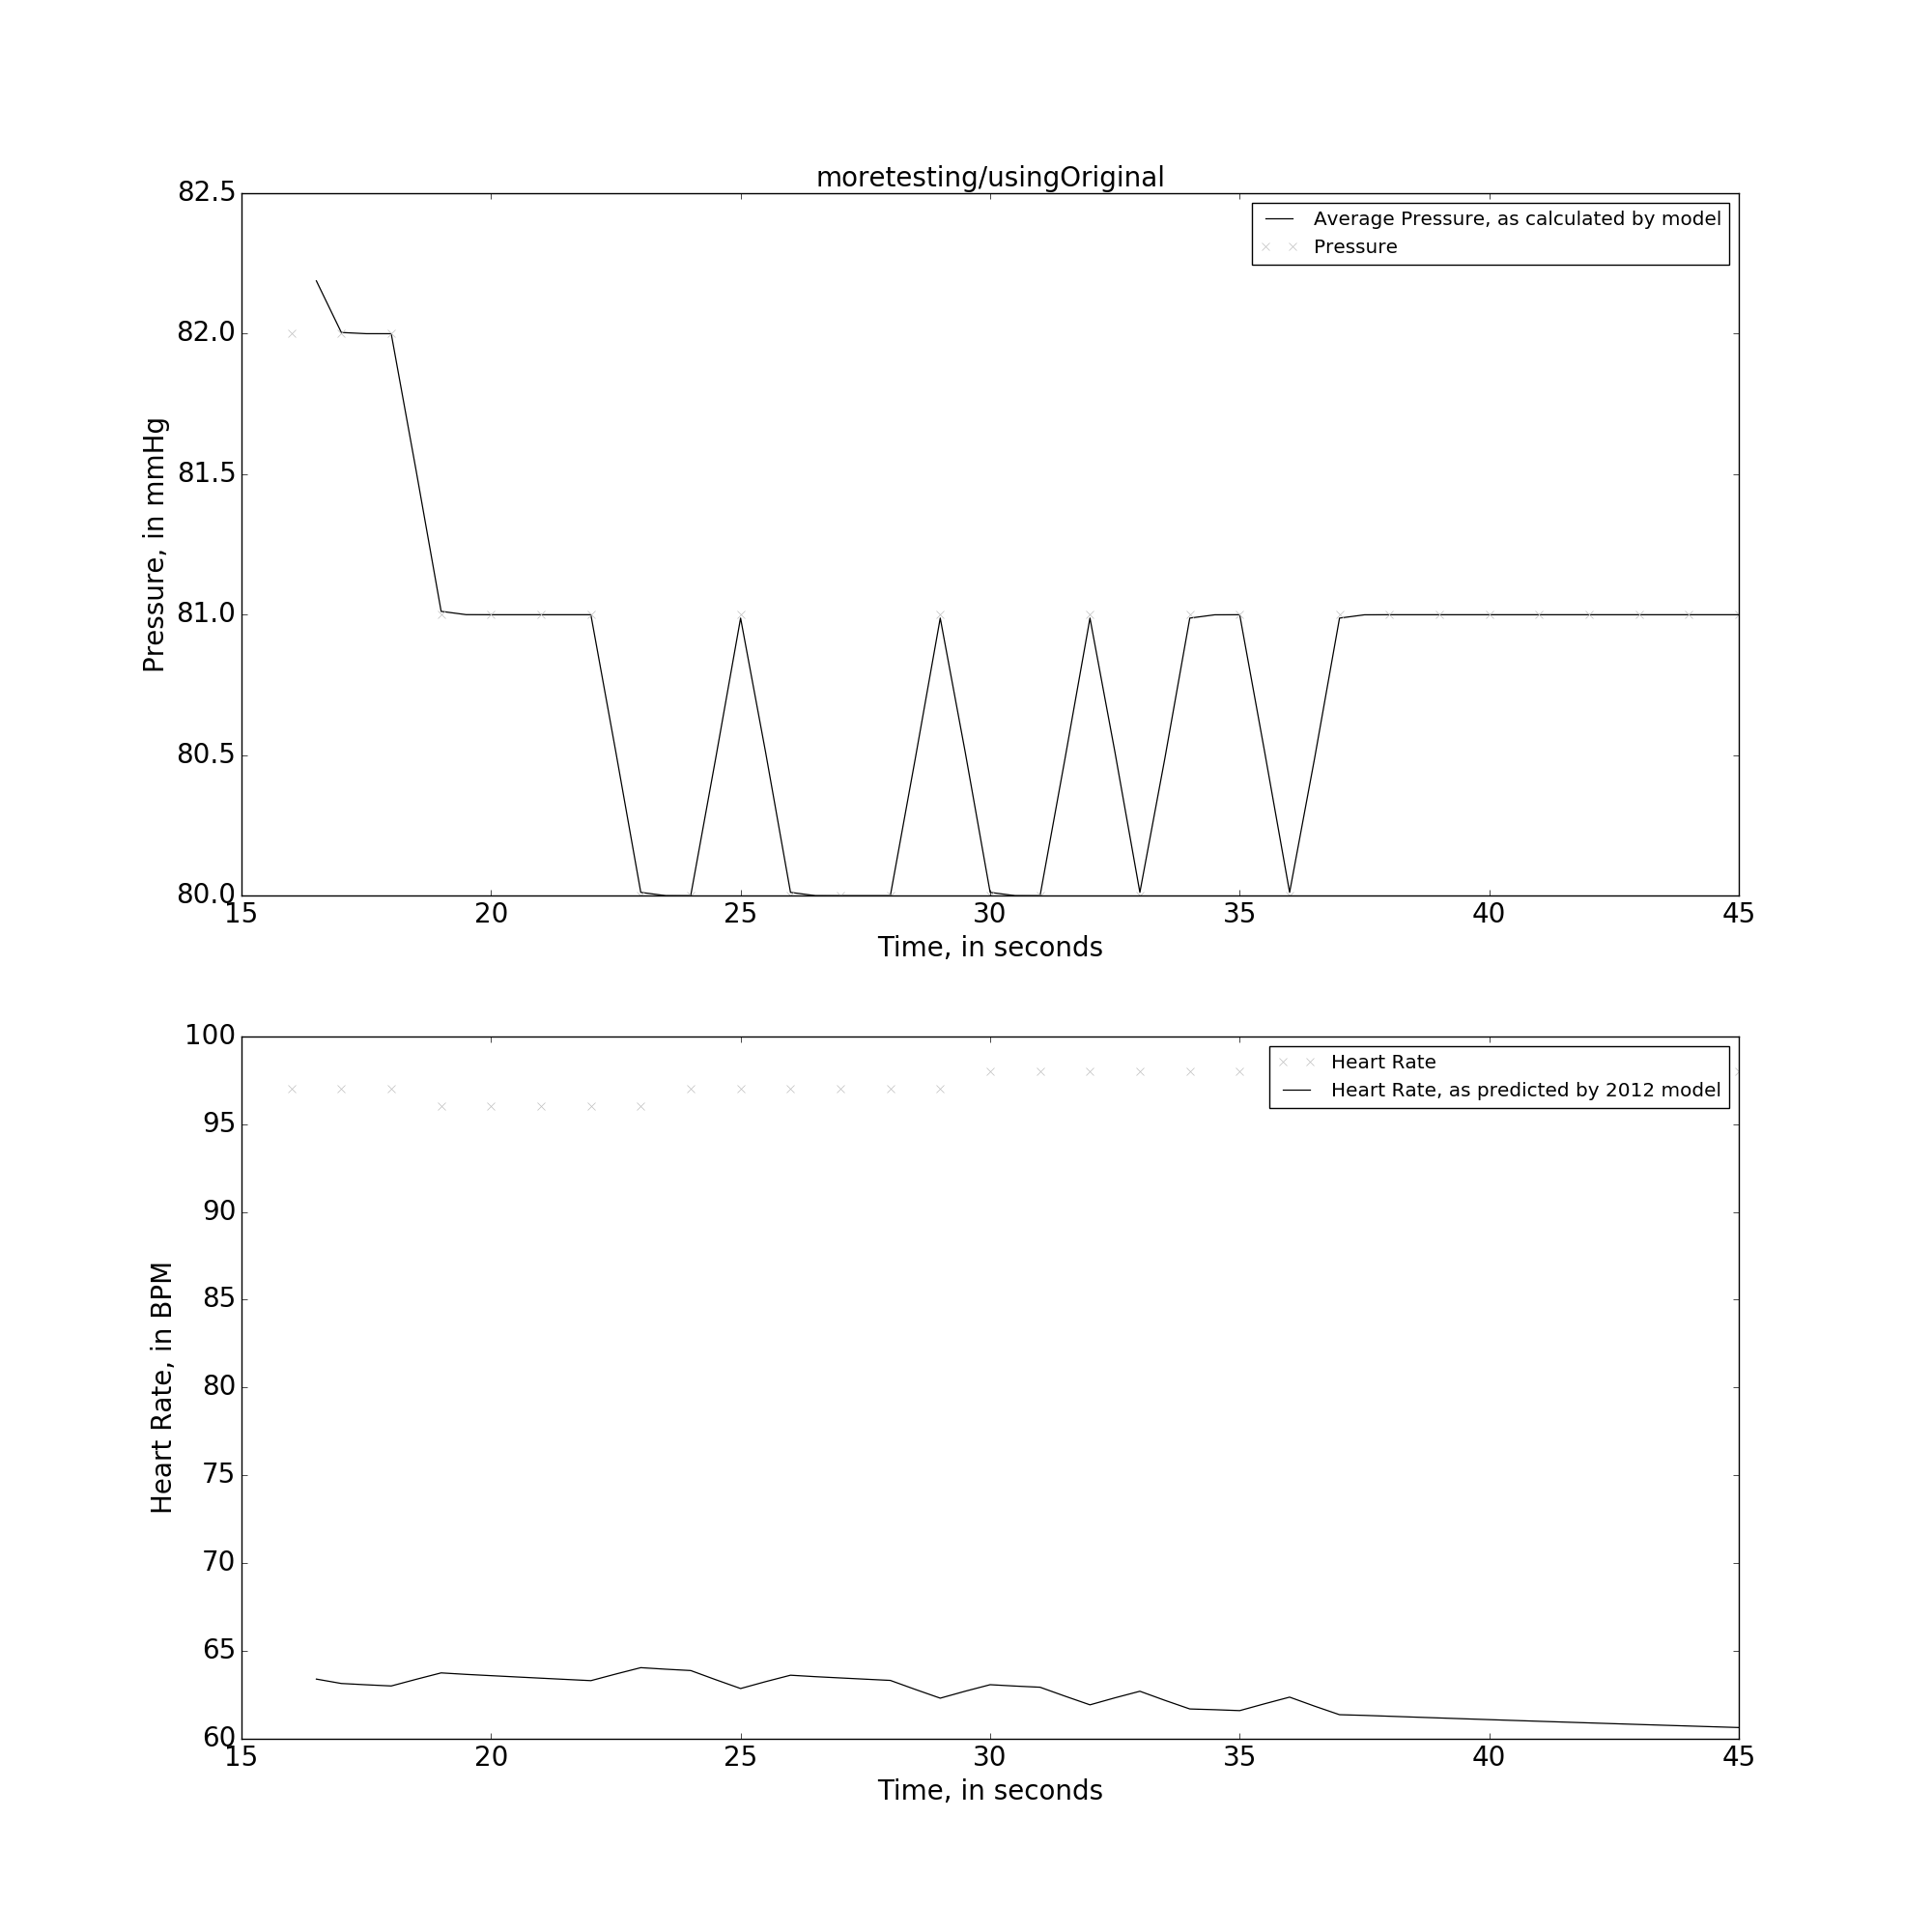 moretesting/usingOriginal
82.5
82.0
81.5
81.0
80.5
80.0
Pressure, in mmHg
Average Pressure, as calculated by model
Pressure
15 20 25 30 35 40 45
Time, in seconds
100
95
90
85
80
75
70
65
60
Heart Rate, in BPM
Heart Rate
Heart Rate, as predicted by 2012 model
15 20 25 30 35 40 45
Time, in seconds